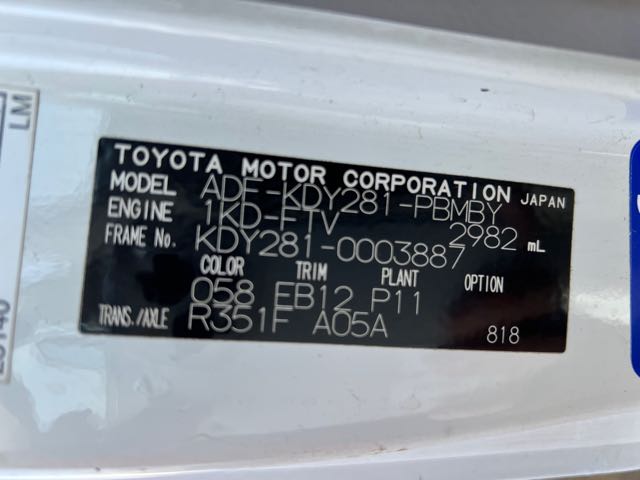 TOYOTA MOTOR CORPORATION JAPAN
MODEL ADF-KDY281-PBMBY
ENGINE 1KD-FTV 2982 mL
FRAME No. KDY281-0003887
COLOR TRIM PLANT OPTION
058 EB12 P11
TRANS./AXLE R351F A05A 818
LM